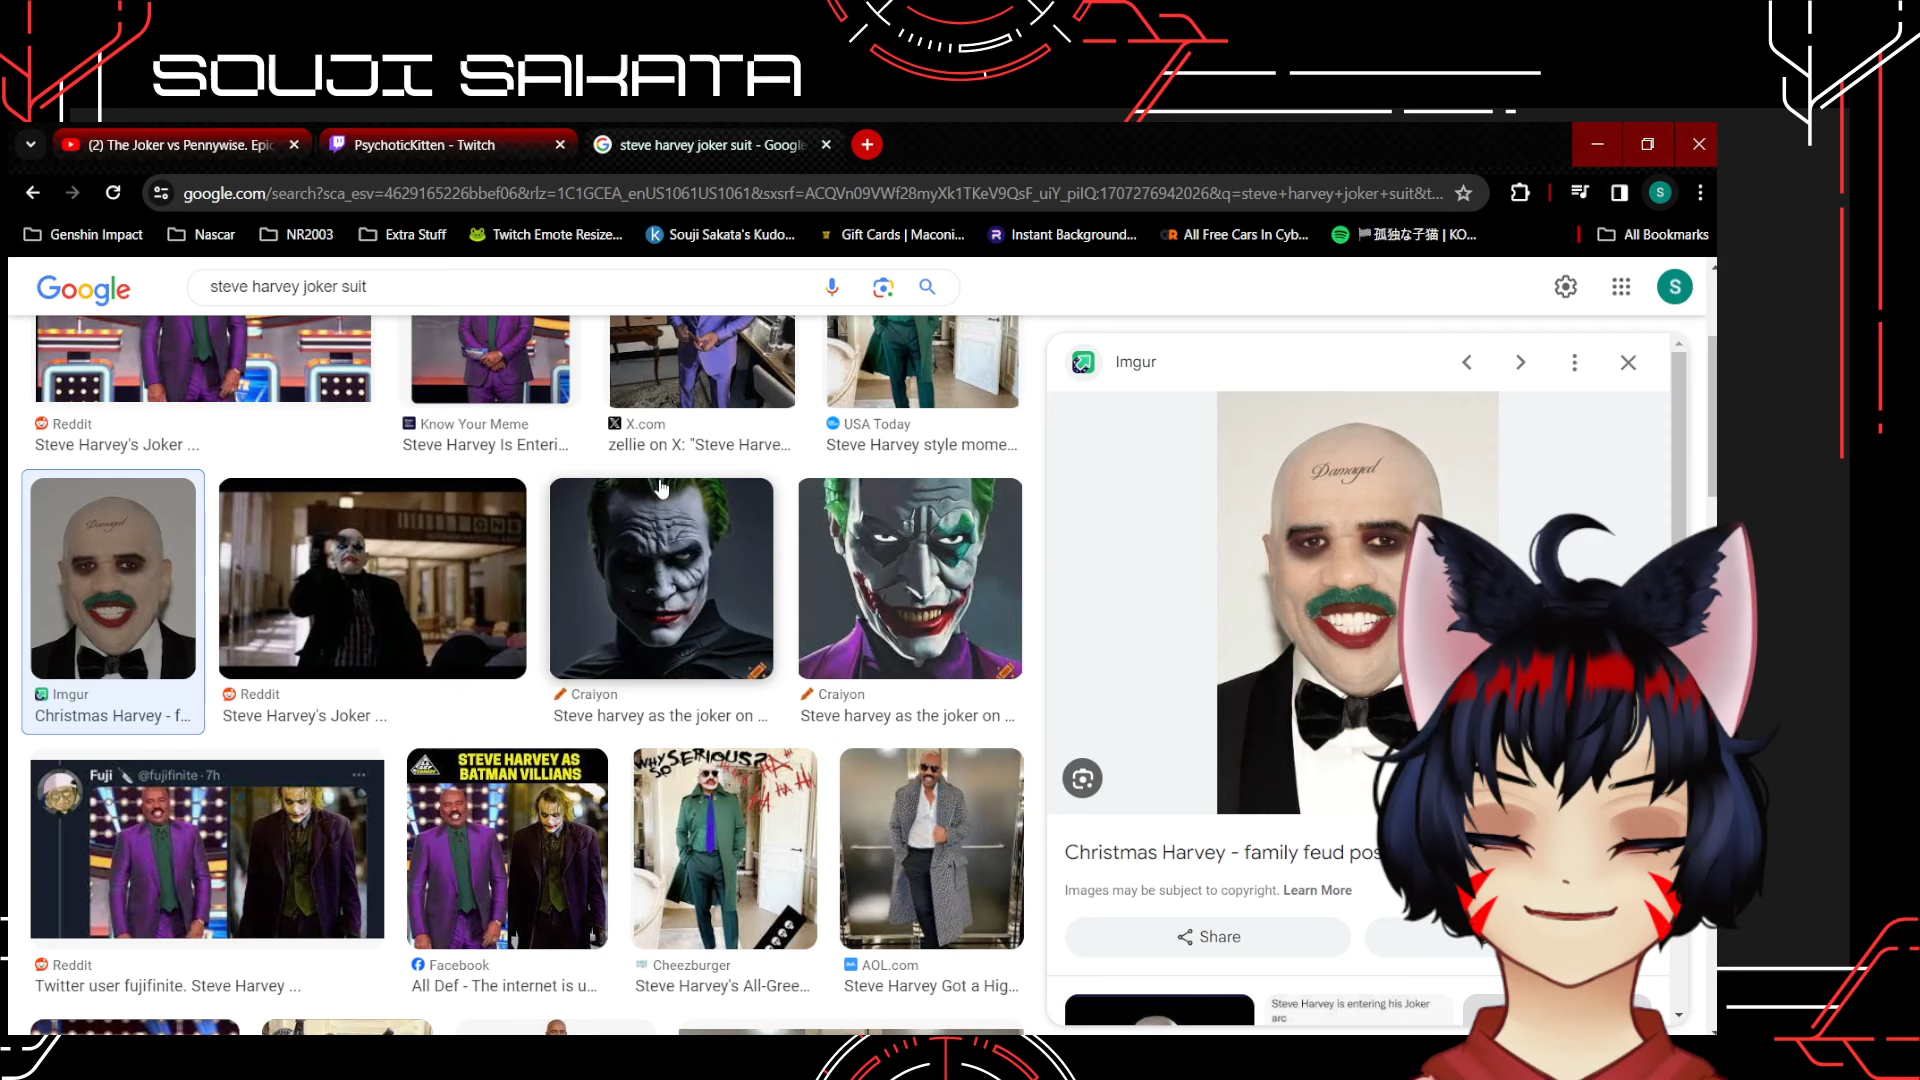 SOUJI SAKATA
(2) The Joker vs Pennywise. Epic
PsychoticKitten - Twitch
steve harvey joker suit - Google
google.com/search?sca_esv=4629165226bbef06&rlz=1C1GCEA_enUS1061US1061&sxsrf=ACQVn09VWf28myXk1TKeV9QsF_uiY_pilQ:1707276942026&q=steve+harvey+joker+suit&t...
S
Genshin Impact
Nascar
NR2003
Extra Stuff
Twitch Emote Resize...
Souji Sakata's Kudo...
Gift Cards | Maconi...
Instant Background...
All Free Cars In Cyb...
孤独な子猫 | KO...
All Bookmarks
Google
steve harvey joker suit
S
Reddit
Steve Harvey's Joker ...
Know Your Meme
Steve Harvey Is Enteri...
X.com
zellie on X: "Steve Harve...
USA Today
Steve Harvey style mome...
Damaged
Imgur
Christmas Harvey - f...
Reddit
Steve Harvey's Joker ...
Craiyon
Steve harvey as the joker on ...
Craiyon
Steve harvey as the joker on ...
Fuji @fujifinite · 7h
STEVE HARVEY AS
BATMAN VILLIANS
WHY SO SERIOUS?
HA HA
Reddit
Twitter user fujifinite. Steve Harvey ...
Facebook
All Def - The internet is u...
Cheezburger
Steve Harvey's All-Gree...
AOL.com
Steve Harvey Got a Hig...
Imgur
Damaged
Christmas Harvey - family feud pos
Images may be subject to copyright. Learn More
Share
Steve Harvey is entering his Joker
arc